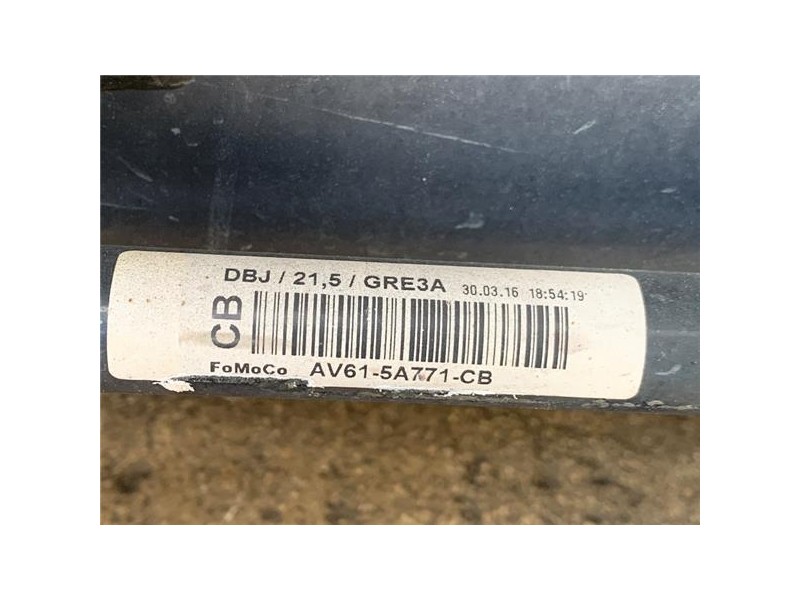 DBJ / 21,5 / GRE3A 30.03.16 18:54:19
CB
FoMoCo AV61-5A771-CB